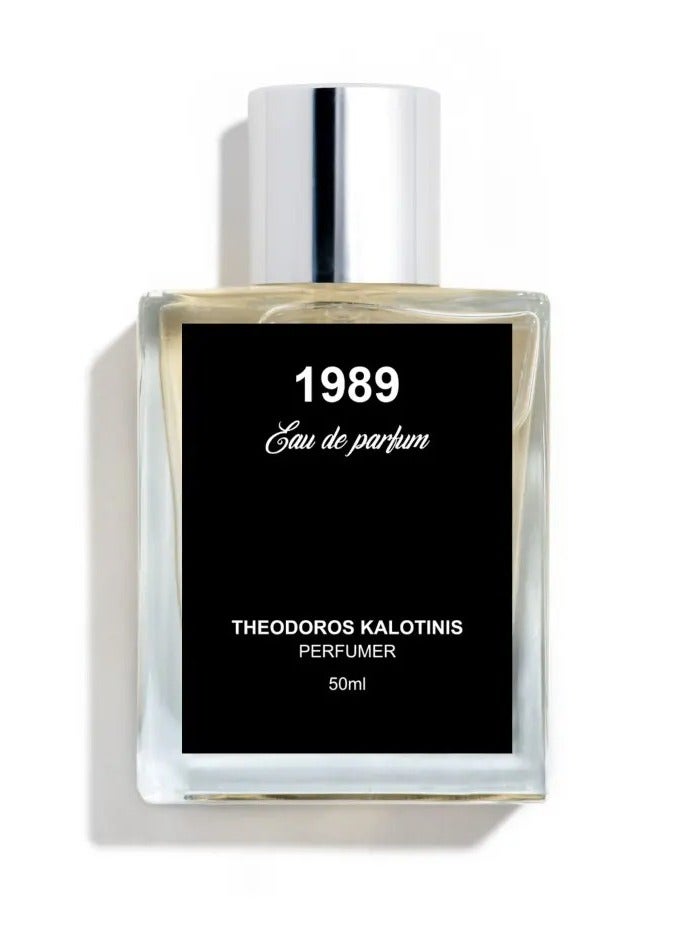 1989
Eau de parfum
THEODOROS KALOTINIS
PERFUMER
50ml